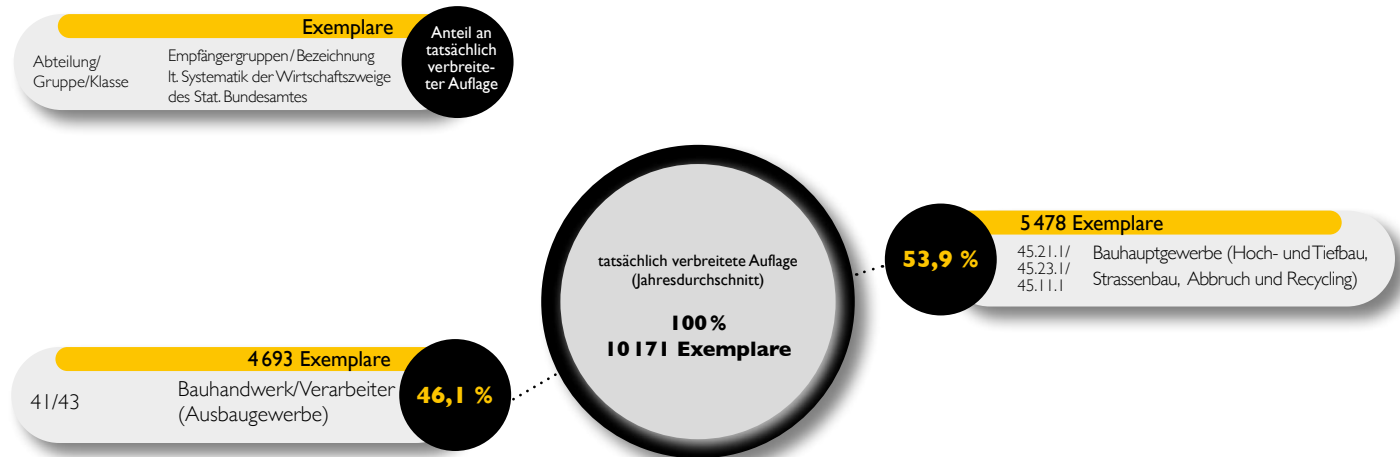 Exemplare
Abteilung/
Gruppe/Klasse
Empfängergruppen/Bezeichnung
lt. Systematik der Wirtschaftszweige
des Stat. Bundesamtes
Anteil an
tatsächlich
verbreite-
ter Auflage
tatsächlich verbreitete Auflage
(Jahresdurchschnitt)
100 %
10 171 Exemplare
53,9 %
5 478 Exemplare
45.21.1/
45.23.1/
45.11.1
Bauhauptgewerbe (Hoch- und Tiefbau,
Strassenbau, Abbruch und Recycling)
4 693 Exemplare
41/43
Bauhandwerk/Verarbeiter
(Ausbaugewerbe)
46,1 %